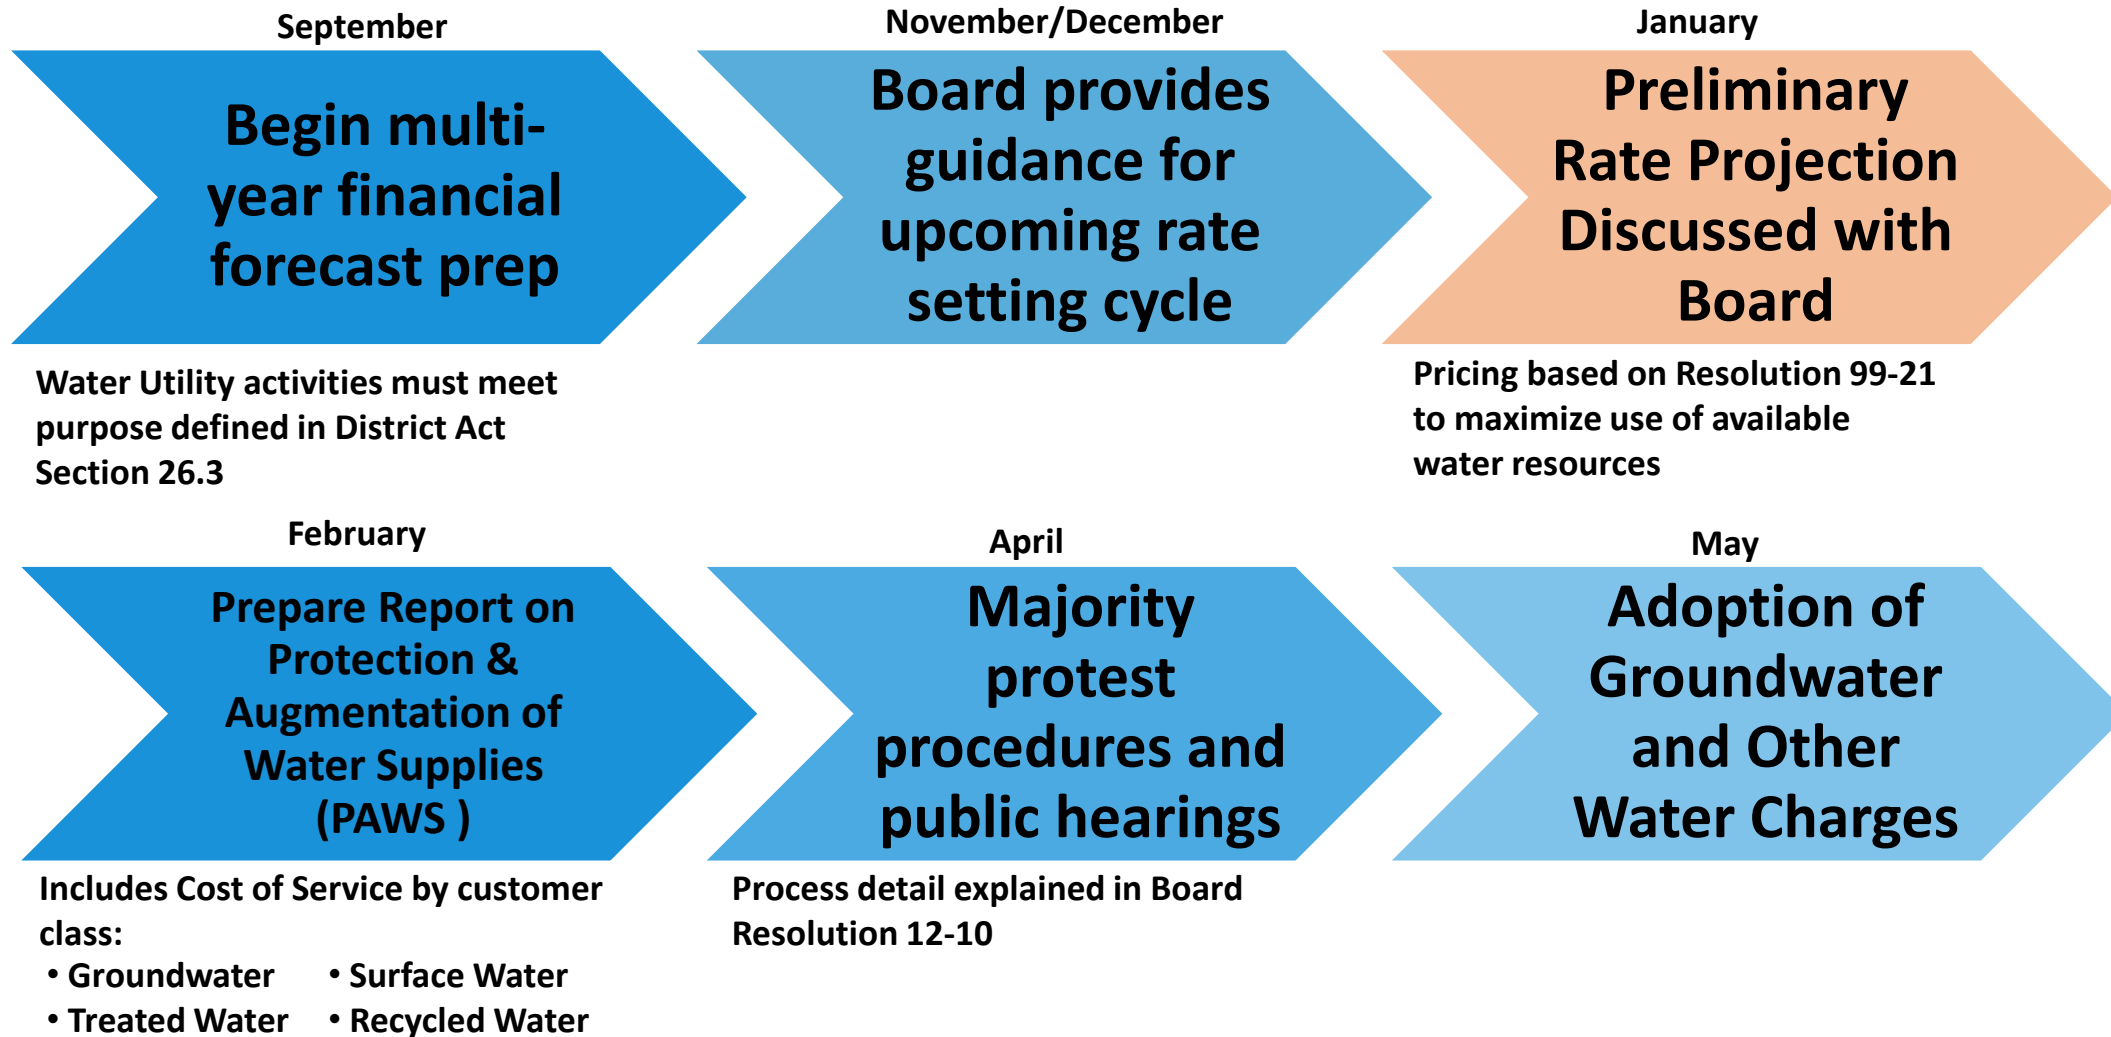 September
Begin multi-
year financial
forecast prep
Water Utility activities must meet
purpose defined in District Act
Section 26.3
November/December
Board provides
guidance for
upcoming rate
setting cycle
January
Preliminary
Rate Projection
Discussed with
Board
Pricing based on Resolution 99-21
to maximize use of available
water resources
February
Prepare Report on
Protection &
Augmentation of
Water Supplies
(PAWS )
Includes Cost of Service by customer
class:
• Groundwater • Surface Water
• Treated Water • Recycled Water
April
Majority
protest
procedures and
public hearings
Process detail explained in Board
Resolution 12-10
May
Adoption of
Groundwater
and Other
Water Charges